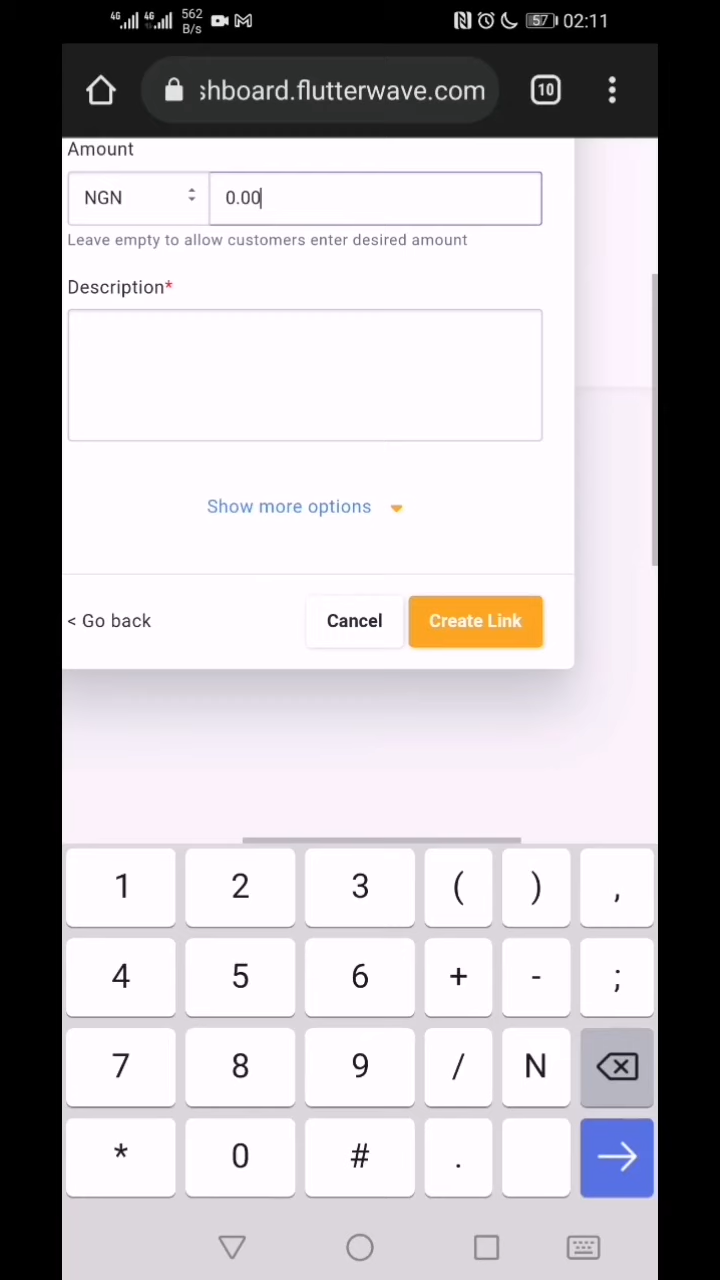 4G 4G 562 B/s 57 02:11
shboard.flutterwave.com 10
Amount
NGN 0.00
Leave empty to allow customers enter desired amount
Description*
Show more options
< Go back Cancel Create Link
1 2 3 ( ) ,
4 5 6 + - ;
7 8 9 / N
* 0 # .